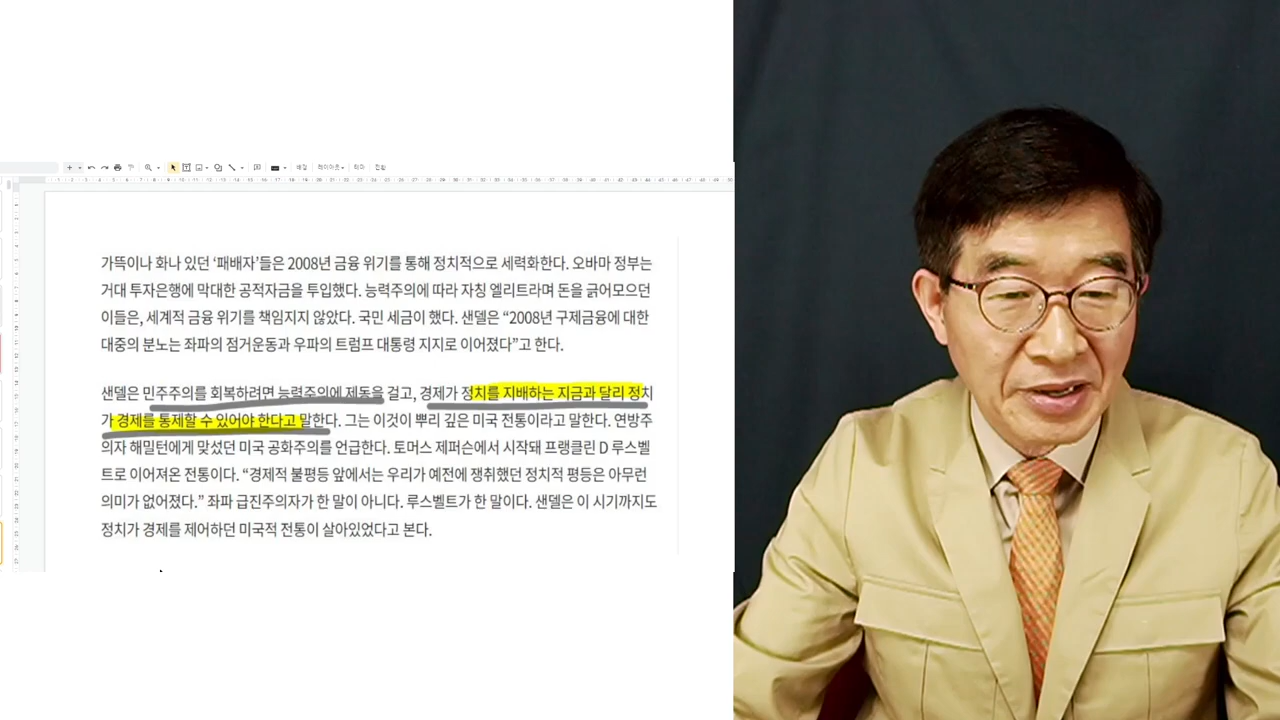 가뜩이나 화나 있던 ‘패배자’들은 2008년 금융 위기를 통해 정치적으로 세력화한다. 오바마 정부는
거대 투자은행에 막대한 공적자금을 투입했다. 능력주의에 따라 자칭 엘리트라며 돈을 긁어모으던
이들은, 세계적 금융 위기를 책임지지 않았다. 국민 세금이 했다. 샌델은 “2008년 구제금융에 대한
대중의 분노는 좌파의 점거운동과 우파의 트럼프 대통령 지지로 이어졌다”고 한다.
샌델은 민주주의를 회복하려면 능력주의에 제동을 걸고, 경제가 정치를 지배하는 지금과 달리 정치
가 경제를 통제할 수 있어야 한다고 말한다. 그는 이것이 뿌리 깊은 미국 전통이라고 말한다. 연방주
의자 해밀턴에게 맞섰던 미국 공화주의를 언급한다. 토머스 제퍼슨에서 시작돼 프랭클린 D 루스벨
트로 이어져온 전통이다. “경제적 불평등 앞에서는 우리가 예전에 쟁취했던 정치적 평등은 아무런
의미가 없어졌다.” 좌파 급진주의자가 한 말이 아니다. 루스벨트가 한 말이다. 샌델은 이 시기까지도
정치가 경제를 제어하던 미국적 전통이 살아있었다고 본다.